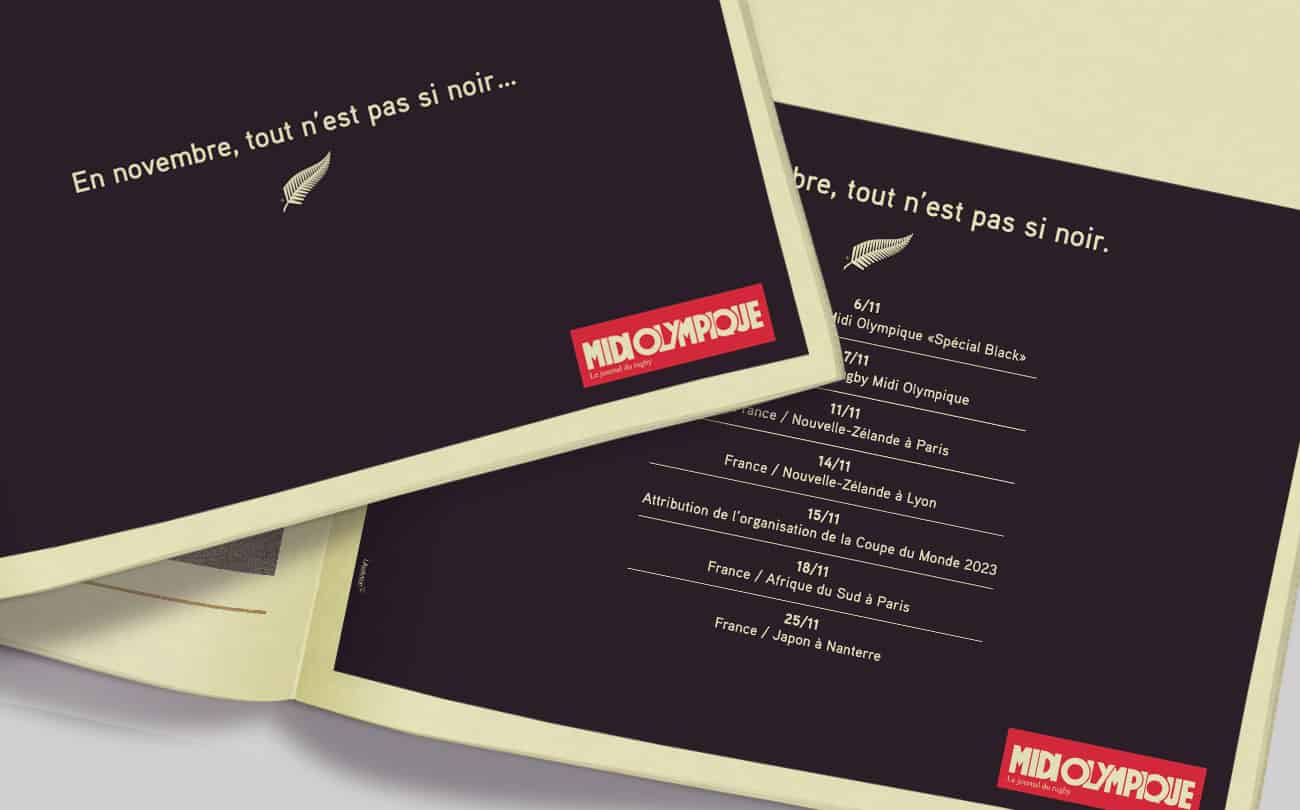 En novembre, tout n'est pas si noir...
MIDI OLYMPIQUE
Le journal du rugby
bre, tout n'est pas si noir.
6/11
Midi Olympique «Spécial Black»
7/11
Rugby Midi Olympique
11/11
France / Nouvelle-Zélande à Paris
14/11
France / Nouvelle-Zélande à Lyon
15/11
Attribution de l'organisation de la Coupe du Monde 2023
18/11
France / Afrique du Sud à Paris
25/11
France / Japon à Nanterre
MIDI OLYMPIQUE
Le journal du rugby